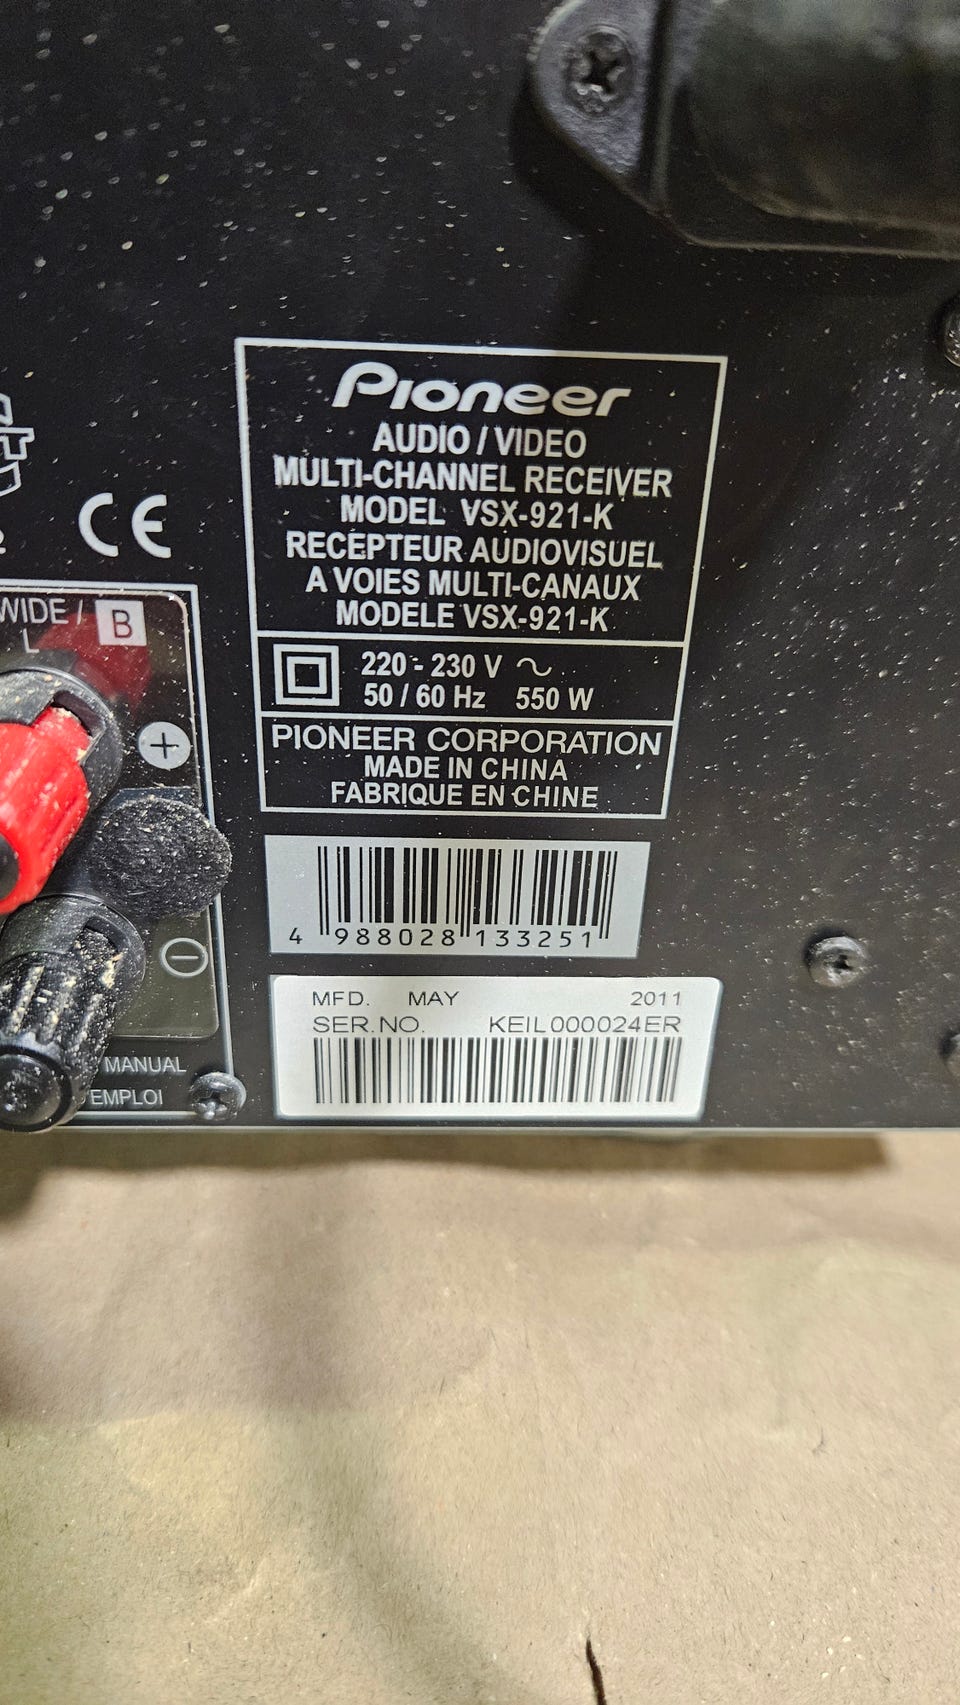 Pioneer
AUDIO / VIDEO
MULTI-CHANNEL RECEIVER
MODEL VSX-921-K
RECEPTEUR AUDIOVISUEL
A VOIES MULTI-CANAUX
MODELE VSX-921-K
220 - 230 V ~
50 / 60 Hz 550 W
PIONEER CORPORATION
MADE IN CHINA
FABRIQUE EN CHINE
4 988028 133251
MFD. MAY 2011
SER.NO. KEIL000024ER
CE
WIDE / B
L
+
−
MANUAL
EMPLOI